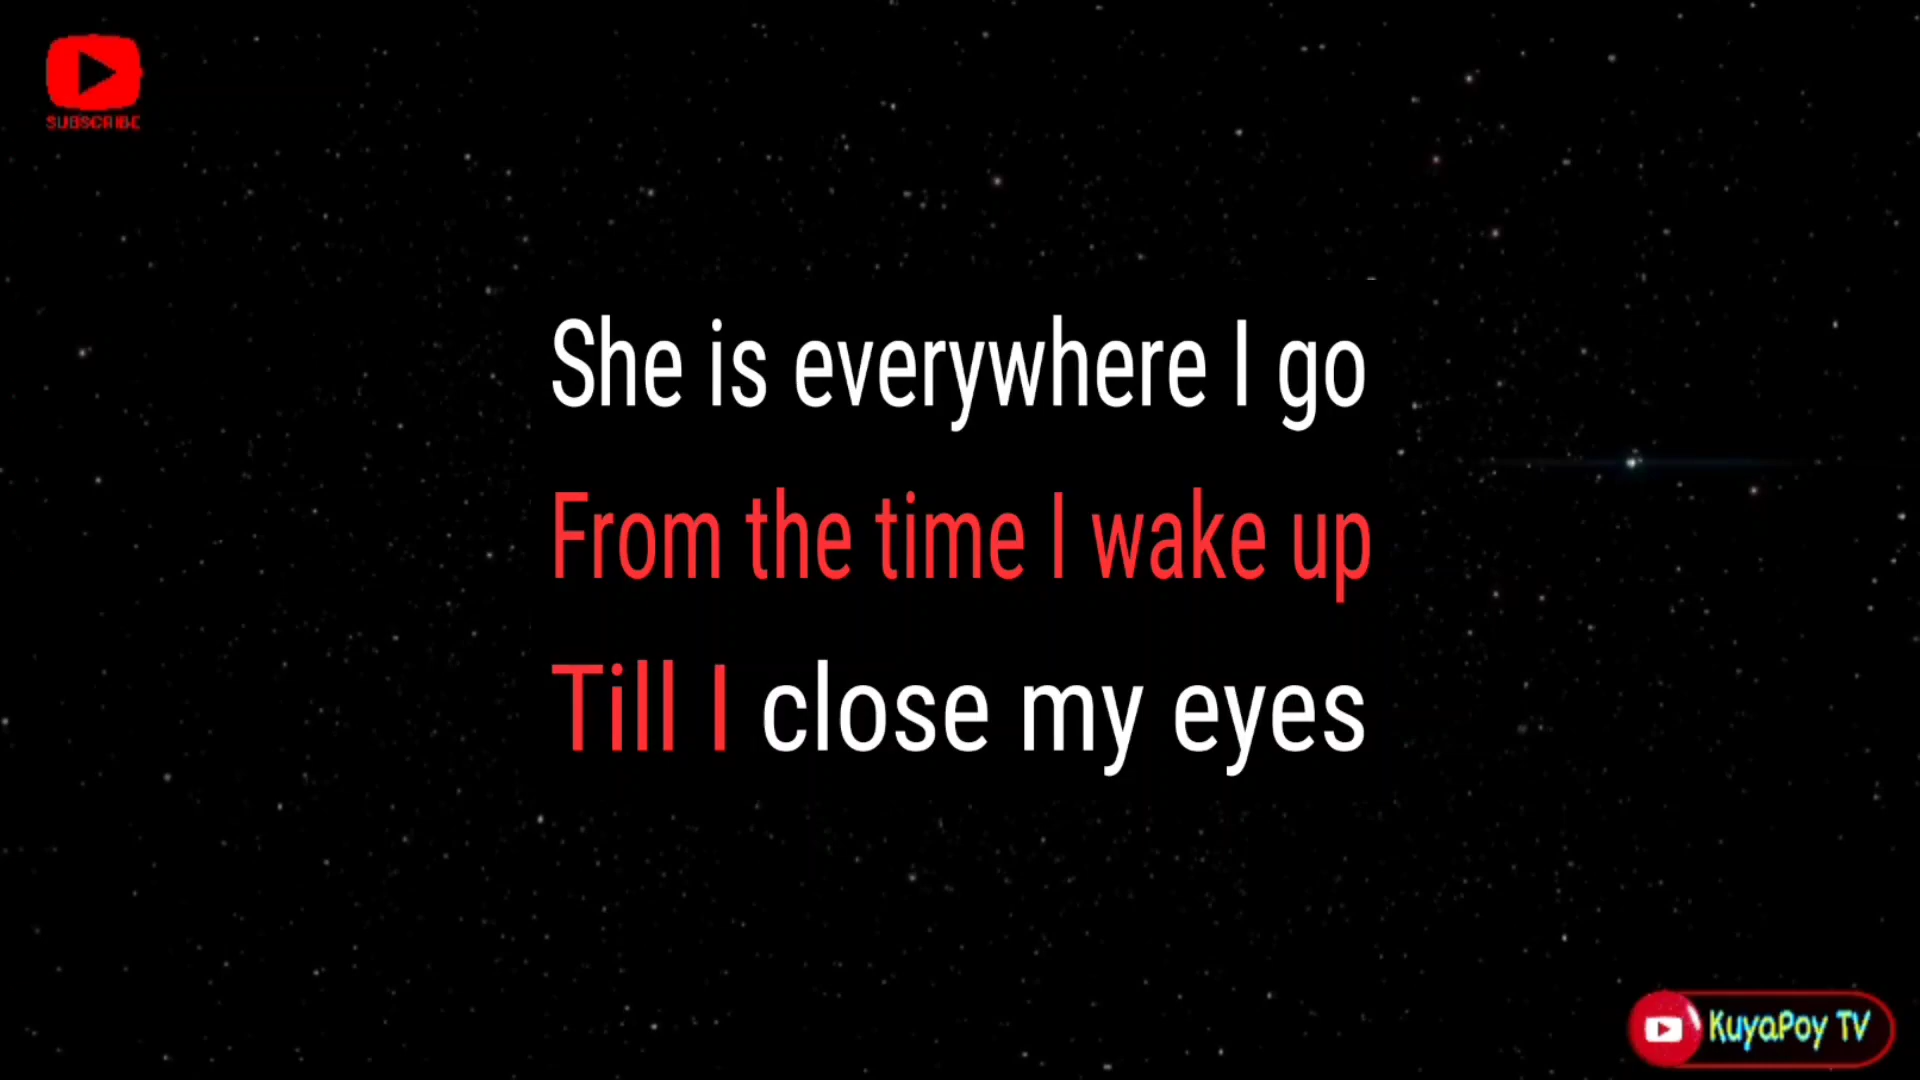 SUBSCRIBE
She is everywhere I go
From the time I wake up
Till I close my eyes
KuyaPoy TV